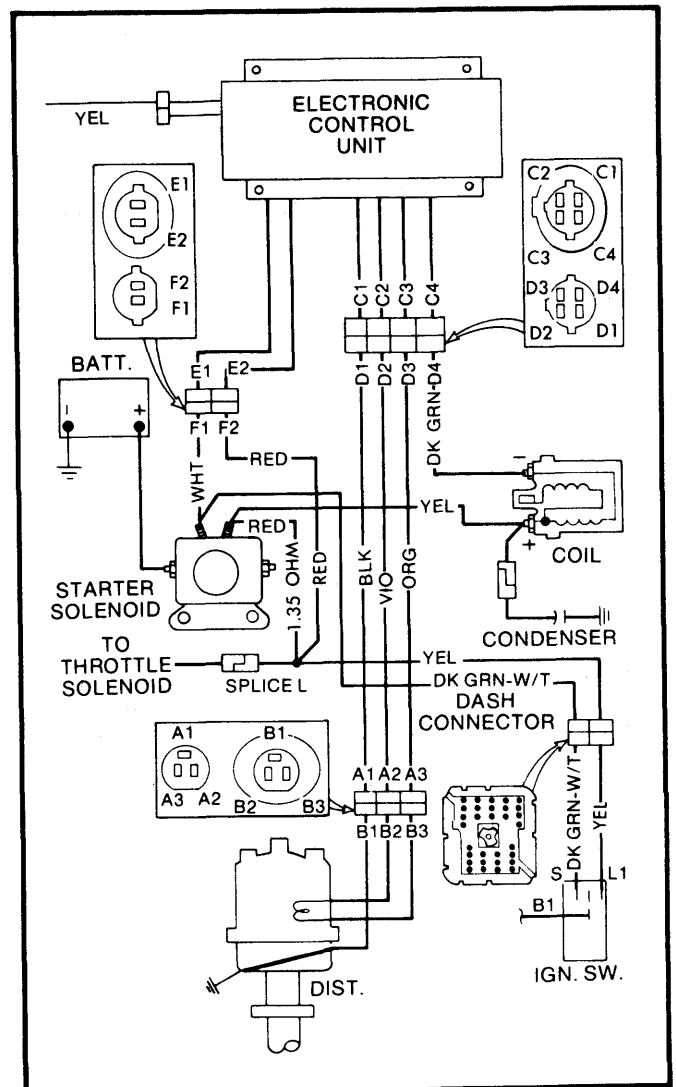 ELECTRONIC
CONTROL
UNIT
YEL
E1
E2
F2
F1
C2 C1
C3 C4
D3 D4
D2 D1
C1 C2 C3 C4
D1 D2 D3 D4
DK GRN
BATT.
- +
E1 E2
F1 F2
WHT
RED
YEL
-
+
COIL
RED
1.35 OHM
RED
BLK
VIO
ORG
STARTER
SOLENOID
CONDENSER
TO
THROTTLE
SOLENOID
SPLICE L
YEL
DK GRN-W/T
DASH
CONNECTOR
A1
A3 A2
B1
B2 B3
A1 A2 A3
B1 B2 B3
DK GRN-W/T
YEL
S L1
B1
IGN. SW.
DIST.